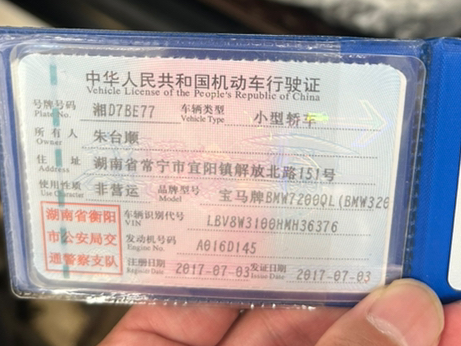 中华人民共和国机动车行驶证
Vehicle License of the People's Republic of China
号牌号码 湘D7BE77 车辆类型 小型轿车
Plate No. Vehicle Type
所有人 朱台顺
Owner
住址 湖南省常宁市宜阳镇解放北路151号
Address
使用性质 非营运 品牌型号 宝马牌BMW7200QL(BMW320
Use Character Model
湖南省衡阳
市公安局交
通警察支队
车辆识别代号 LBV8W3100HMH36376
VIN
发动机号码 A016D145
Engine No.
注册日期 2017-07-03 发证日期 2017-07-03
Register Date Issue Date